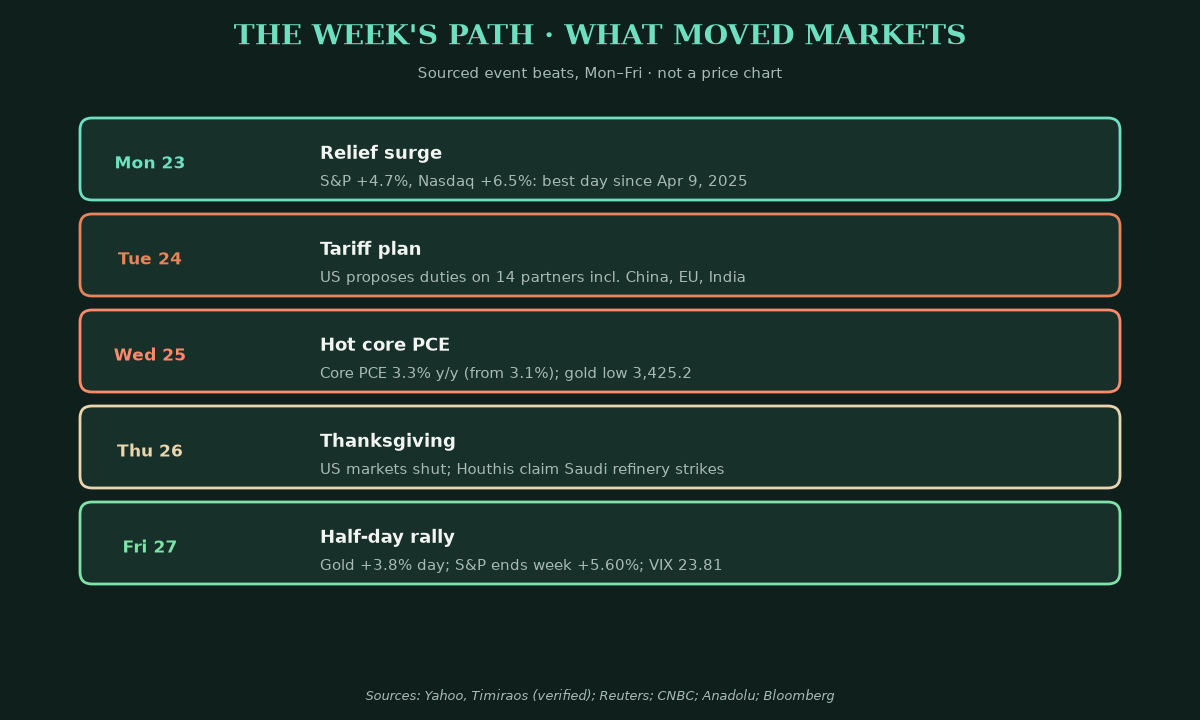 THE WEEK'S PATH · WHAT MOVED MARKETS
Sourced event beats, Mon–Fri · not a price chart
Mon 23
Relief surge
S&P +4.7%, Nasdaq +6.5%: best day since Apr 9, 2025
Tue 24
Tariff plan
US proposes duties on 14 partners incl. China, EU, India
Wed 25
Hot core PCE
Core PCE 3.3% y/y (from 3.1%); gold low 3,425.2
Thu 26
Thanksgiving
US markets shut; Houthis claim Saudi refinery strikes
Fri 27
Half-day rally
Gold +3.8% day; S&P ends week +5.60%; VIX 23.81
Sources: Yahoo, Timiraos (verified); Reuters; CNBC; Anadolu; Bloomberg